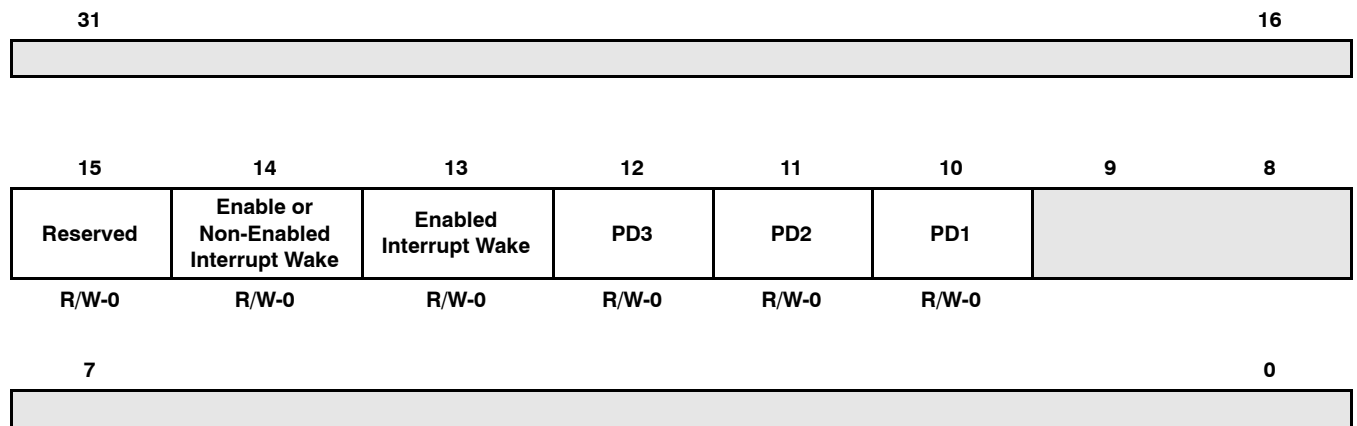 31 16
15 14 13 12 11 10 9 8
Reserved
Enable or
Non-Enabled
Interrupt Wake
Enabled
Interrupt Wake
PD3
PD2
PD1
R/W-0 R/W-0 R/W-0 R/W-0 R/W-0 R/W-0
7 0